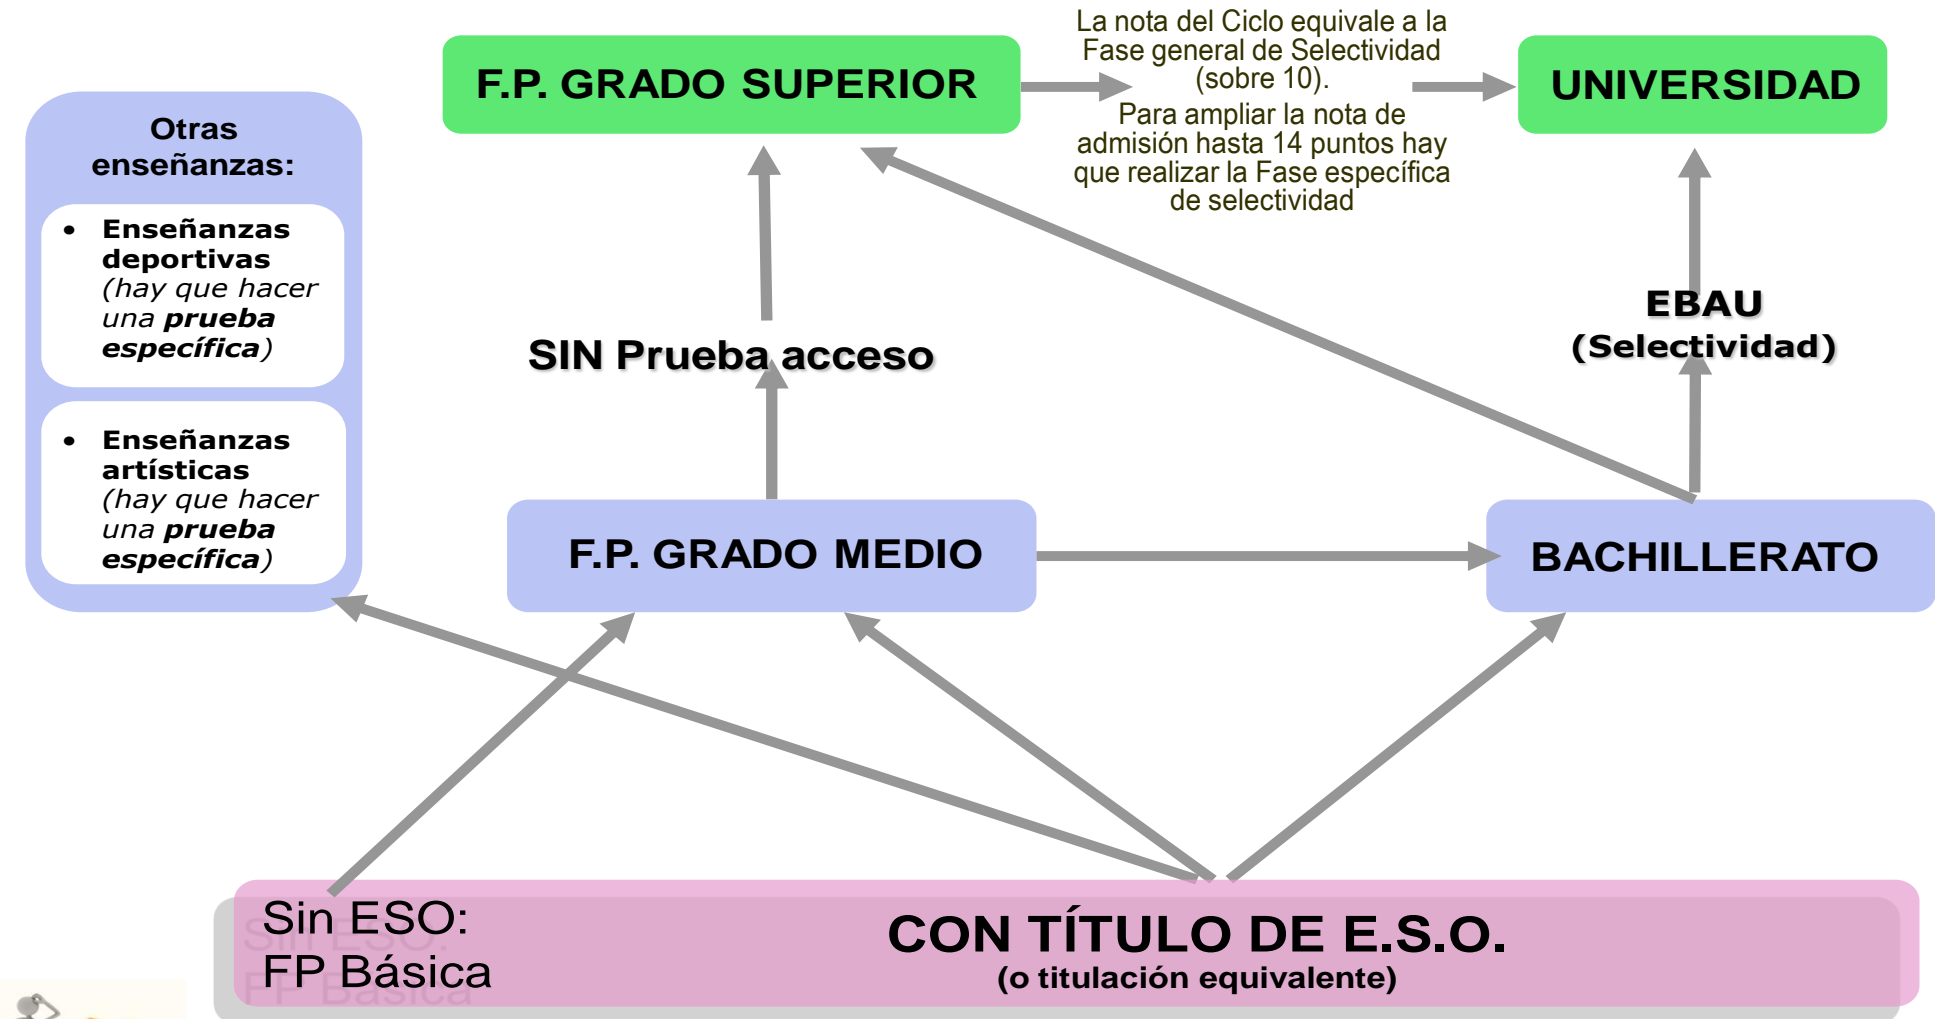 La nota del Ciclo equivale a la
Fase general de Selectividad
(sobre 10).
Para ampliar la nota de
admisión hasta 14 puntos hay
que realizar la Fase específica
de selectividad
F.P. GRADO SUPERIOR
UNIVERSIDAD
Otras
enseñanzas:
• Enseñanzas
deportivas
(hay que hacer
una prueba
específica)
• Enseñanzas
artísticas
(hay que hacer
una prueba
específica)
SIN Prueba acceso
EBAU
(Selectividad)
F.P. GRADO MEDIO
BACHILLERATO
Sin ESO:
FP Básica
CON TÍTULO DE E.S.O.
(o titulación equivalente)